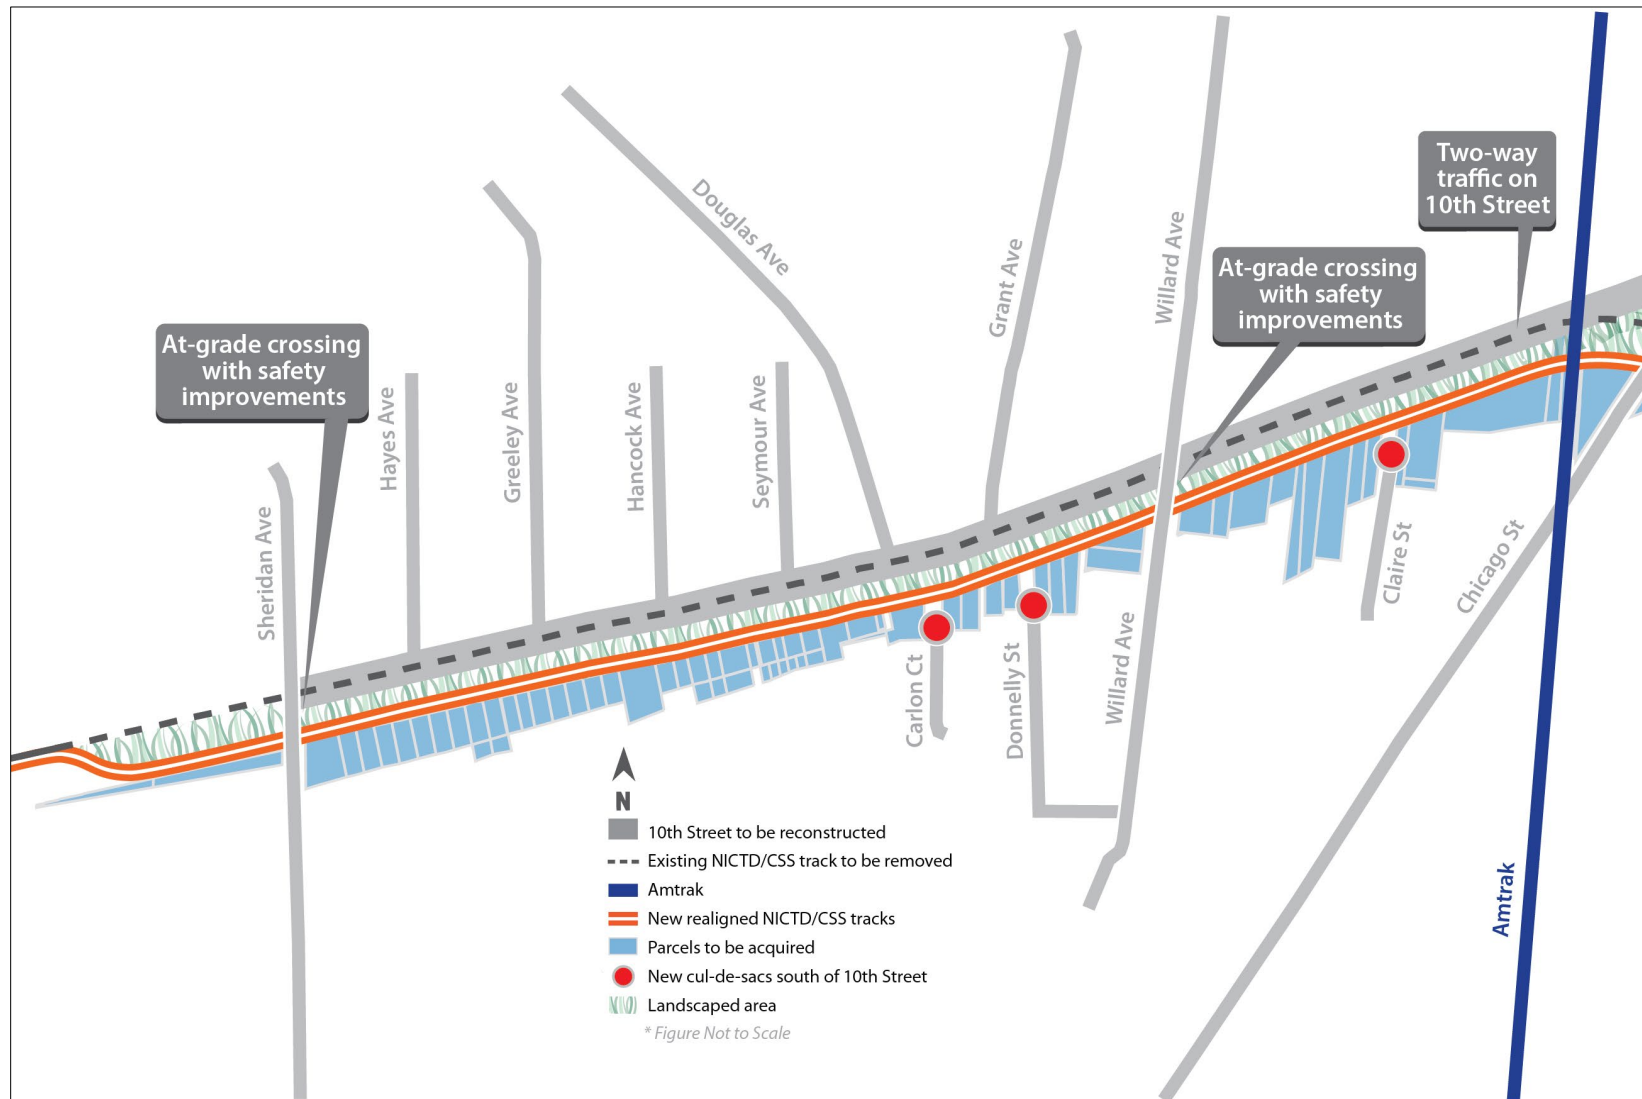 Two-way
traffic on
10th Street
At-grade crossing
with safety
improvements
At-grade crossing
with safety
improvements
Sheridan Ave
Hayes Ave
Greeley Ave
Hancock Ave
Seymour Ave
Douglas Ave
Grant Ave
Willard Ave
Carlon Ct
Donnelly St
Willard Ave
Claire St
Chicago St
Amtrak
N
10th Street to be reconstructed
Existing NICTD/CSS track to be removed
Amtrak
New realigned NICTD/CSS tracks
Parcels to be acquired
New cul-de-sacs south of 10th Street
Landscaped area
* Figure Not to Scale